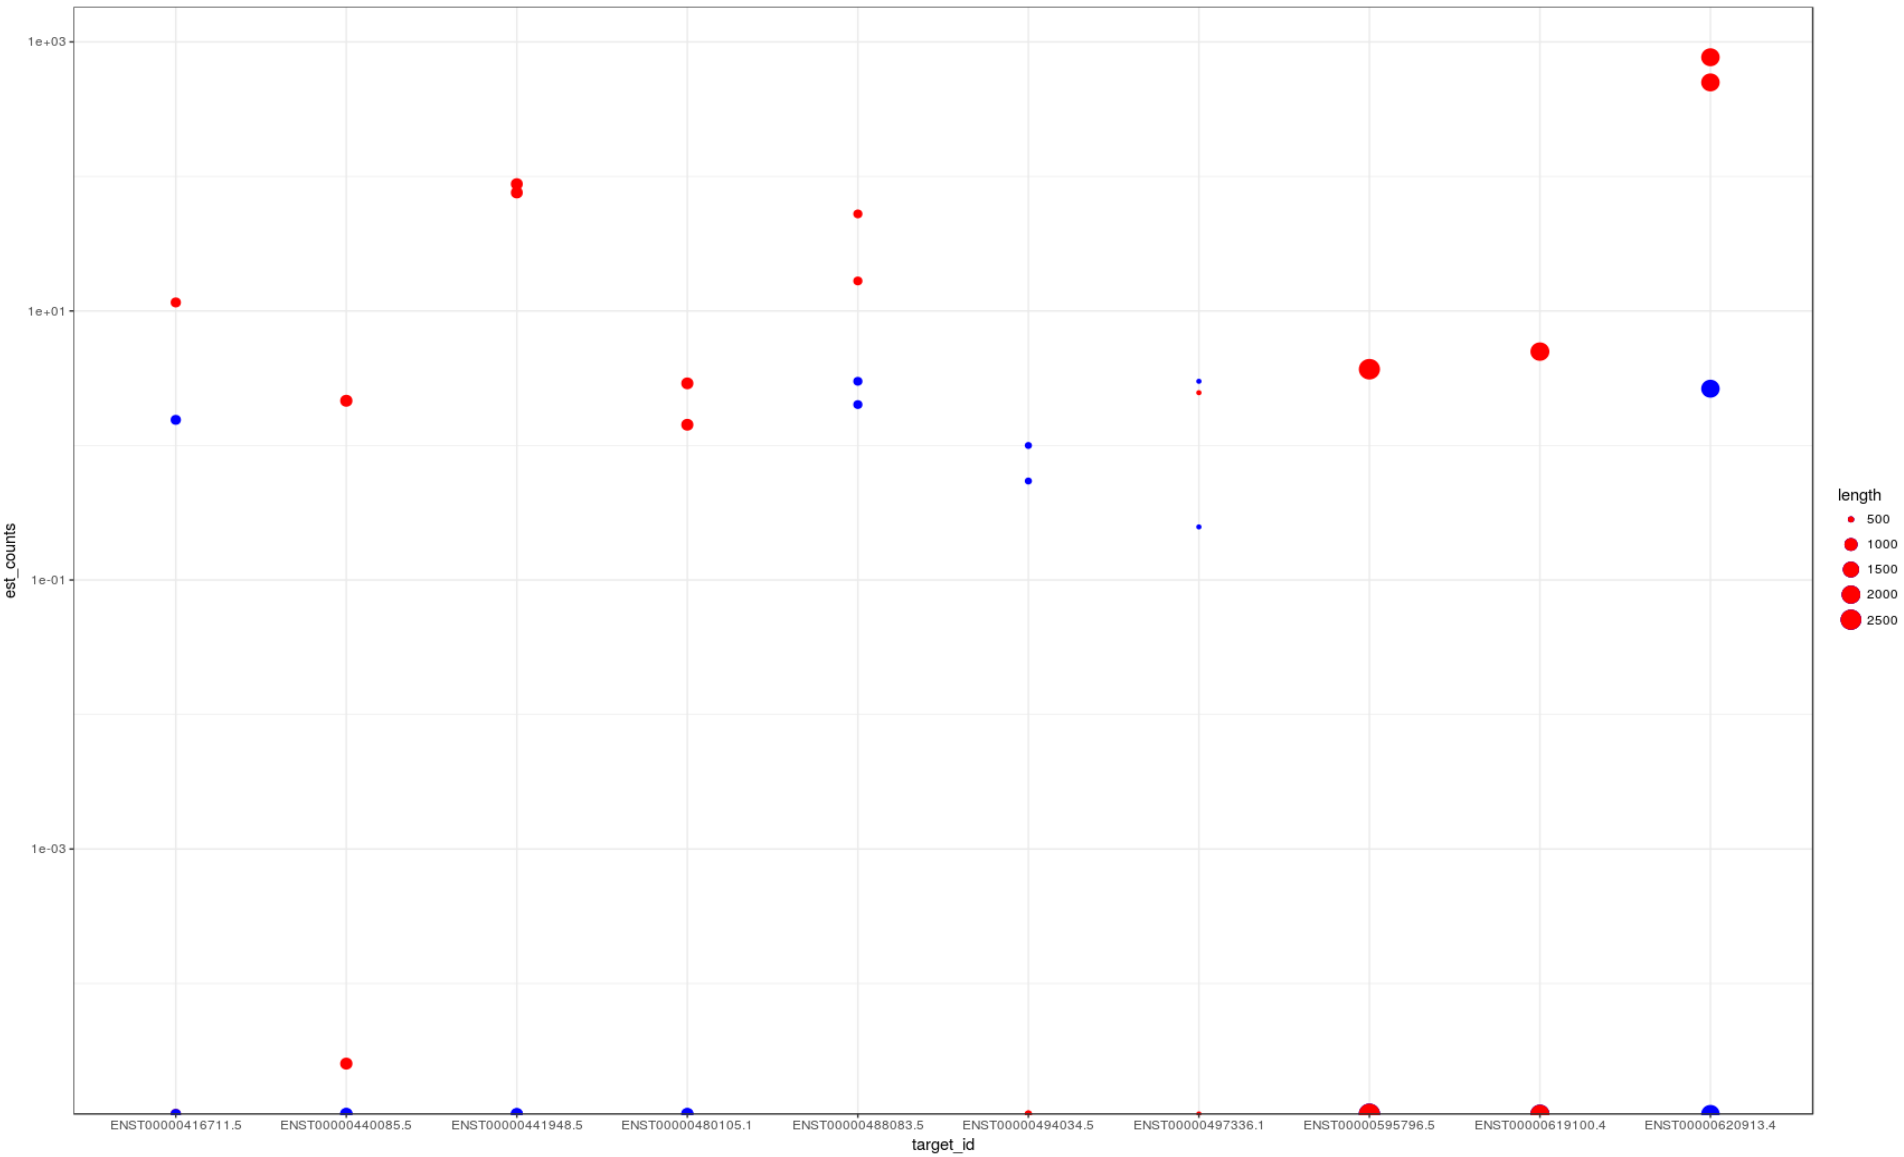 est_counts
1e+03
1e+01
1e-01
1e-03
ENST00000416711.5
ENST00000440085.5
ENST00000441948.5
ENST00000480105.1
ENST00000488083.5
ENST00000494034.5
ENST00000497336.1
ENST00000595796.5
ENST00000619100.4
ENST00000620913.4
target_id
length
500
1000
1500
2000
2500